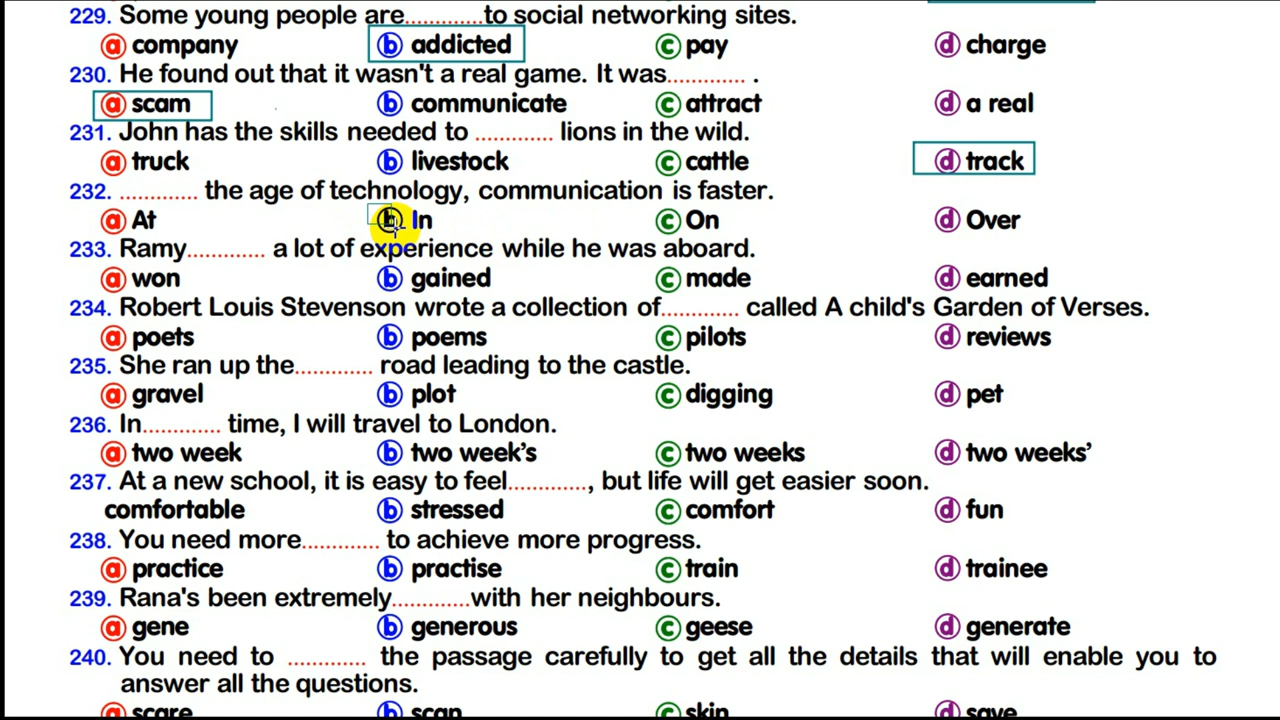 229. Some young people are.............to social networking sites.
a company b addicted c pay d charge
230. He found out that it wasn't a real game. It was............. .
a scam b communicate c attract d a real
231. John has the skills needed to ............. lions in the wild.
a truck b livestock c cattle d track
232. ............. the age of technology, communication is faster.
a At b In c On d Over
233. Ramy............. a lot of experience while he was aboard.
a won b gained c made d earned
234. Robert Louis Stevenson wrote a collection of............. called A child's Garden of Verses.
a poets b poems c pilots d reviews
235. She ran up the............. road leading to the castle.
a gravel b plot c digging d pet
236. In............. time, I will travel to London.
a two week b two week's c two weeks d two weeks'
237. At a new school, it is easy to feel............., but life will get easier soon.
comfortable b stressed c comfort d fun
238. You need more............. to achieve more progress.
a practice b practise c train d trainee
239. Rana's been extremely.............with her neighbours.
a gene b generous c geese d generate
240. You need to ............. the passage carefully to get all the details that will enable you to
answer all the questions.
a scare b scan c skin d save